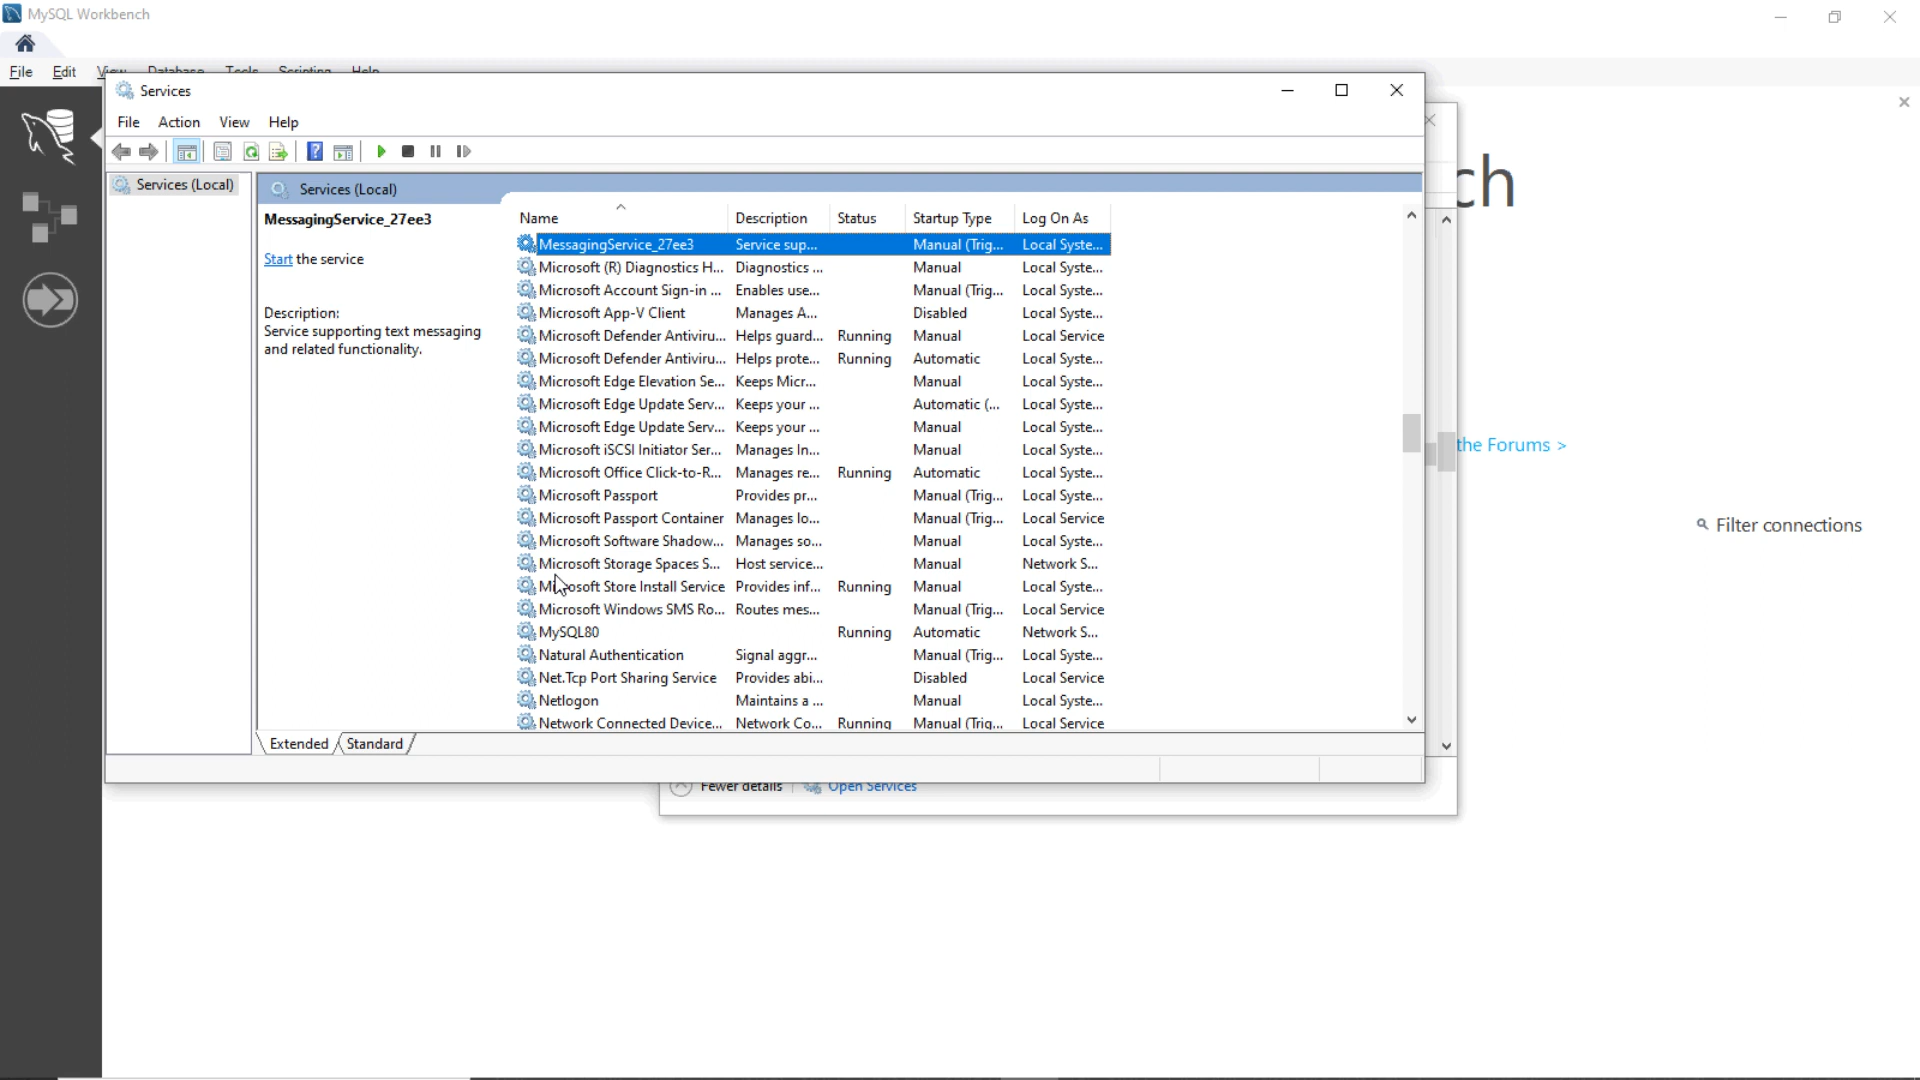 MySQL Workbench
File Edit View Database Tools Scripting Help
ch
the Forums >
Filter connections
Services
File Action View Help
Services (Local)
Services (Local)
MessagingService_27ee3
Start the service
Description:
Service supporting text messaging
and related functionality.
Name Description Status Startup Type Log On As
MessagingService_27ee3 Service sup... Manual (Trig... Local Syste...
Microsoft (R) Diagnostics H... Diagnostics ... Manual Local Syste...
Microsoft Account Sign-in ... Enables use... Manual (Trig... Local Syste...
Microsoft App-V Client Manages A... Disabled Local Syste...
Microsoft Defender Antiviru... Helps guard... Running Manual Local Service
Microsoft Defender Antiviru... Helps prote... Running Automatic Local Syste...
Microsoft Edge Elevation Se... Keeps Micr... Manual Local Syste...
Microsoft Edge Update Serv... Keeps your ... Automatic (... Local Syste...
Microsoft Edge Update Serv... Keeps your ... Manual Local Syste...
Microsoft iSCSI Initiator Ser... Manages In... Manual Local Syste...
Microsoft Office Click-to-R... Manages re... Running Automatic Local Syste...
Microsoft Passport Provides pr... Manual (Trig... Local Syste...
Microsoft Passport Container Manages lo... Manual (Trig... Local Service
Microsoft Software Shadow... Manages so... Manual Local Syste...
Microsoft Storage Spaces S... Host service... Manual Network S...
Microsoft Store Install Service Provides inf... Running Manual Local Syste...
Microsoft Windows SMS Ro... Routes mes... Manual (Trig... Local Service
MySQL80 Running Automatic Network S...
Natural Authentication Signal aggr... Manual (Trig... Local Syste...
Net.Tcp Port Sharing Service Provides abi... Disabled Local Service
Netlogon Maintains a ... Manual Local Syste...
Network Connected Device... Network Co... Running Manual (Trig... Local Service
Extended Standard
Fewer details Open Services